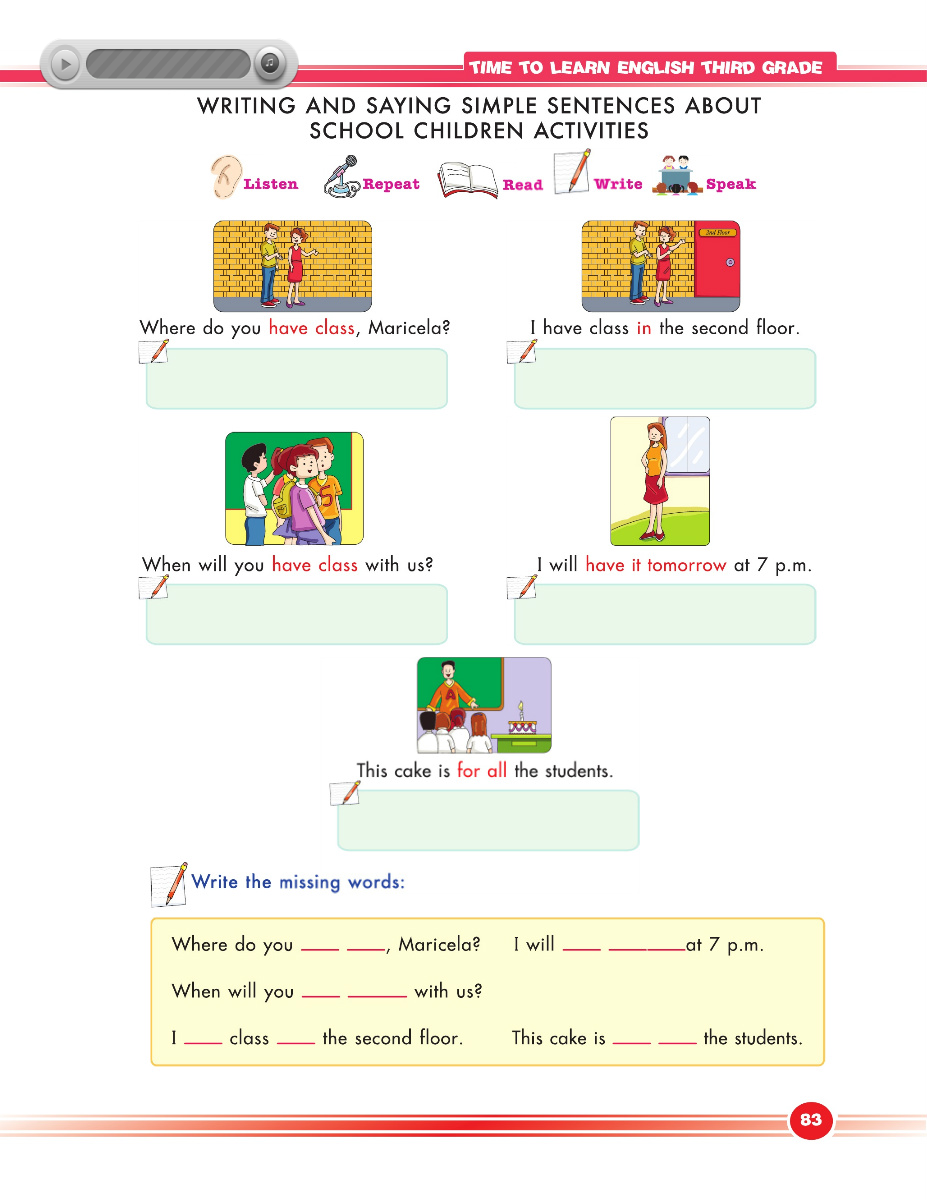 TIME TO LEARN ENGLISH THIRD GRADE
WRITING AND SAYING SIMPLE SENTENCES ABOUT
SCHOOL CHILDREN ACTIVITIES
Listen Repeat Read Write Speak
2nd Floor
Where do you have class, Maricela?
I have class in the second floor.
5
When will you have class with us?
I will have it tomorrow at 7 p.m.
A
This cake is for all the students.
Write the missing words:
Where do you ____ ____, Maricela? I will ____ ________at 7 p.m.
When will you ____ ______ with us?
I ____ class ____ the second floor. This cake is ____ ____ the students.
83